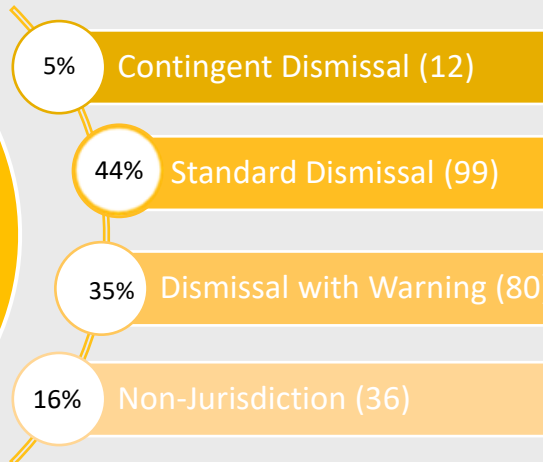 5% Contingent Dismissal (12)
44% Standard Dismissal (99)
35% Dismissal with Warning (80
16% Non-Jurisdiction (36)